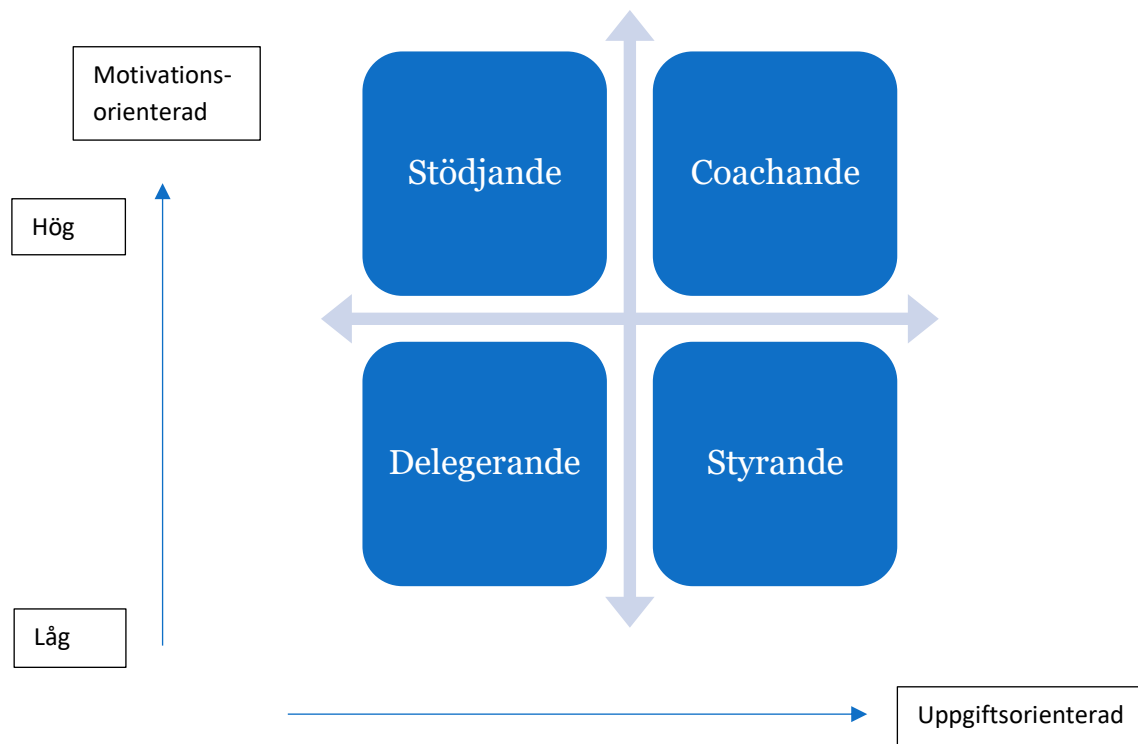 Motivations-
orienterad
Stödjande
Coachande
Hög
Delegerande
Styrande
Låg
Uppgiftsorienterad